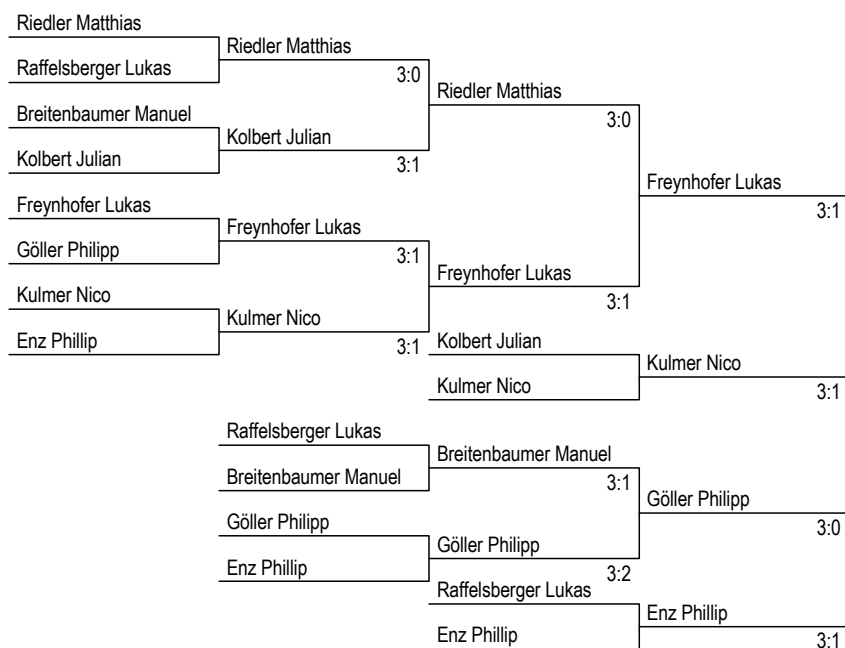 Riedler Matthias
Riedler Matthias
Raffelsberger Lukas
3:0
Riedler Matthias
Breitenbaumer Manuel
3:0
Kolbert Julian
Kolbert Julian
3:1
Freynhofer Lukas
Freynhofer Lukas
3:1
Freynhofer Lukas
Göller Philipp
3:1
Freynhofer Lukas
Kulmer Nico
3:1
Kulmer Nico
Enz Phillip
3:1
Kolbert Julian
Kulmer Nico
Kulmer Nico
3:1
Raffelsberger Lukas
Breitenbaumer Manuel
Breitenbaumer Manuel
3:1
Göller Philipp
Göller Philipp
3:0
Göller Philipp
Enz Phillip
3:2
Raffelsberger Lukas
Enz Phillip
Enz Phillip
3:1